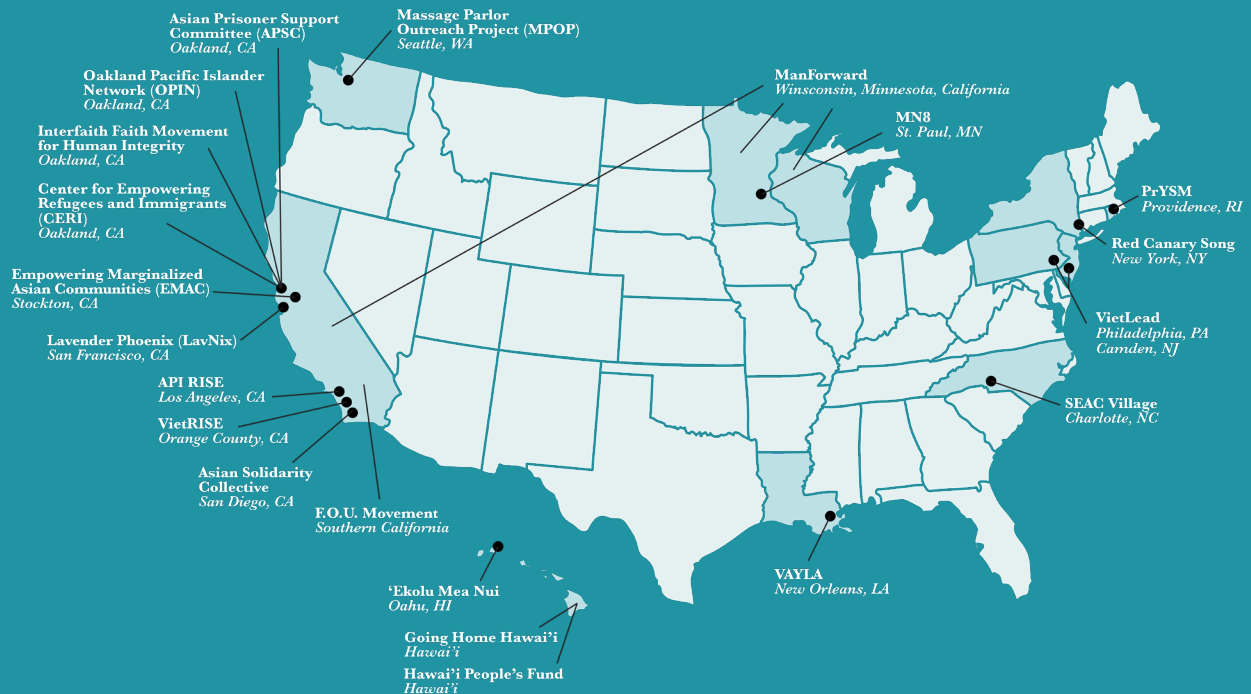 Asian Prisoner Support
Committee (APSC)
Oakland, CA
Massage Parlor
Outreach Project (MPOP)
Seattle, WA
Oakland Pacific Islander
Network (OPIN)
Oakland, CA
Interfaith Faith Movement
for Human Integrity
Oakland, CA
Center for Empowering
Refugees and Immigrants
(CERI)
Oakland, CA
Empowering Marginalized
Asian Communities (EMAC)
Stockton, CA
Lavender Phoenix (LavNix)
San Francisco, CA
API RISE
Los Angeles, CA
VietRISE
Orange County, CA
Asian Solidarity
Collective
San Diego, CA
F.O.U. Movement
Southern California
‘Ekolu Mea Nui
Oahu, HI
Going Home Hawai’i
Hawai’i
Hawai’i People’s Fund
Hawai’i
ManForward
Winsconsin, Minnesota, California
MN8
St. Paul, MN
PrYSM
Providence, RI
Red Canary Song
New York, NY
VietLead
Philadelphia, PA
Camden, NJ
SEAC Village
Charlotte, NC
VAYLA
New Orleans, LA